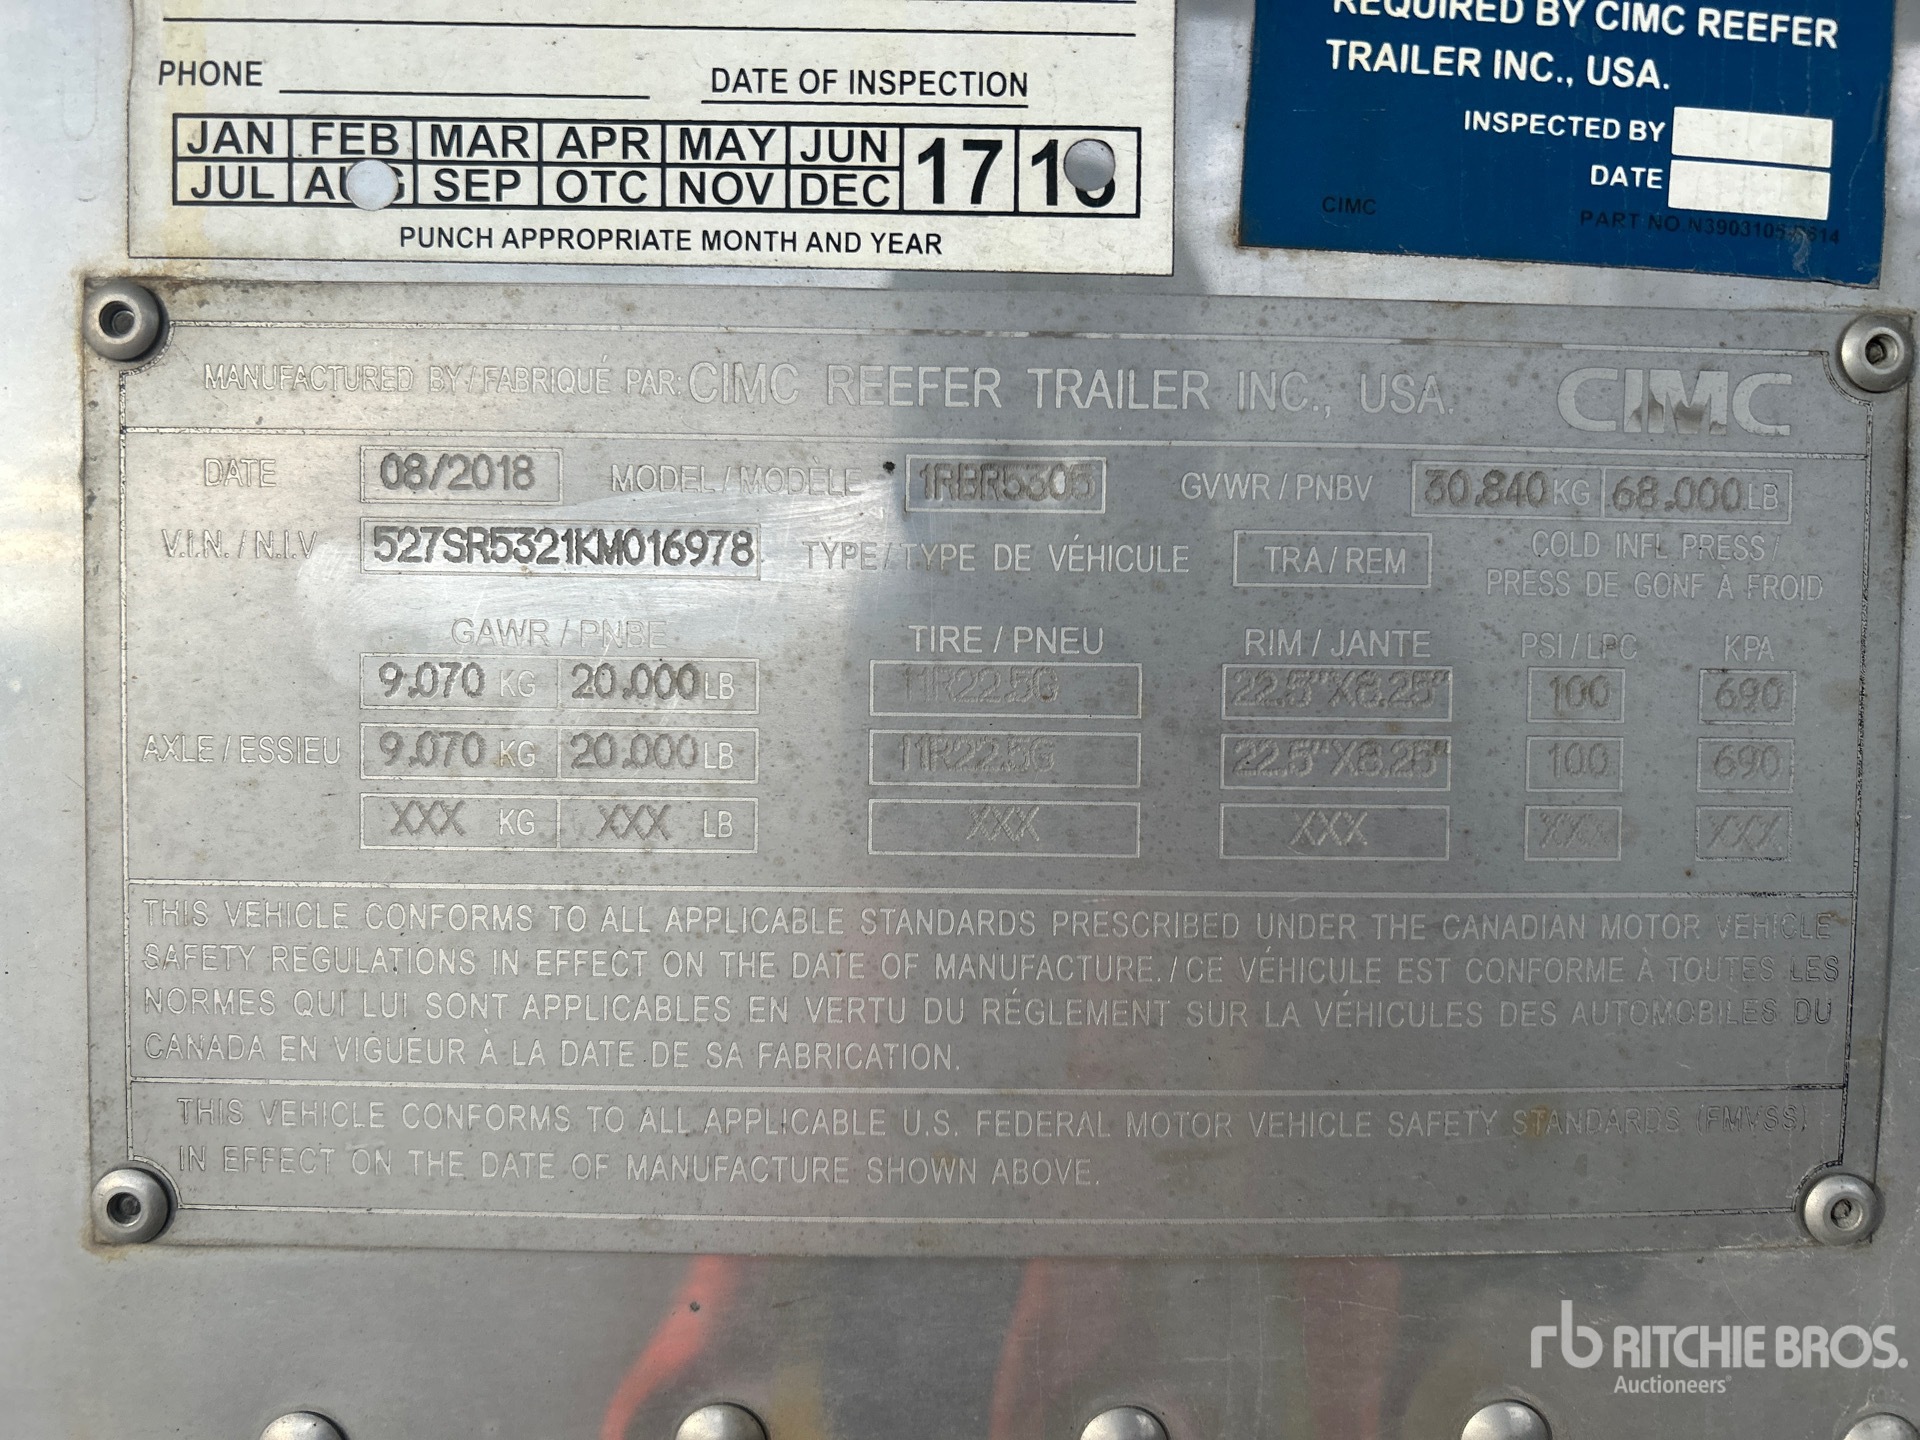 REQUIRED BY CIMC REEFER
TRAILER INC., USA.
INSPECTED BY
DATE
CIMC
PART NO.
PHONE
DATE OF INSPECTION
JAN FEB MAR APR MAY JUN 17
JUL AUG SEP OTC NOV DEC
PUNCH APPROPRIATE MONTH AND YEAR
MANUFACTURED BY / FABRIQUÉ PAR: CIMC REEFER TRAILER INC., USA. CIMC
DATE 08/2018 MODEL / MODÈLE 1RBR5305 GVWR / PNBV 30.840 KG 68.000 LB
V.I.N. / N.I.V 527SR5321KM016978 TYPE / TYPE DE VÉHICULE TRA / REM COLD INFL PRESS /
PRESS DE GONF À FROID
GAWR / PNBE TIRE / PNEU RIM / JANTE PSI / LPC KPA
9.070 KG 20.000 LB 11R22.5G 22.5"X8.25" 100 690
AXLE / ESSIEU 9.070 KG 20.000 LB 11R22.5G 22.5"X8.25" 100 690
XXX KG XXX LB XXX XXX XXX XXX
THIS VEHICLE CONFORMS TO ALL APPLICABLE STANDARDS PRESCRIBED UNDER THE CANADIAN MOTOR VEHICLE
SAFETY REGULATIONS IN EFFECT ON THE DATE OF MANUFACTURE. / CE VÉHICULE EST CONFORME À TOUTES LES
NORMES QUI LUI SONT APPLICABLES EN VERTU DU RÉGLEMENT SUR LA VÉHICULES DES AUTOMOBILES DU
CANADA EN VIGUEUR À LA DATE DE SA FABRICATION.
THIS VEHICLE CONFORMS TO ALL APPLICABLE U.S. FEDERAL MOTOR VEHICLE SAFETY STANDARDS (FMVSS)
IN EFFECT ON THE DATE OF MANUFACTURE SHOWN ABOVE.
rb RITCHIE BROS.
Auctioneers